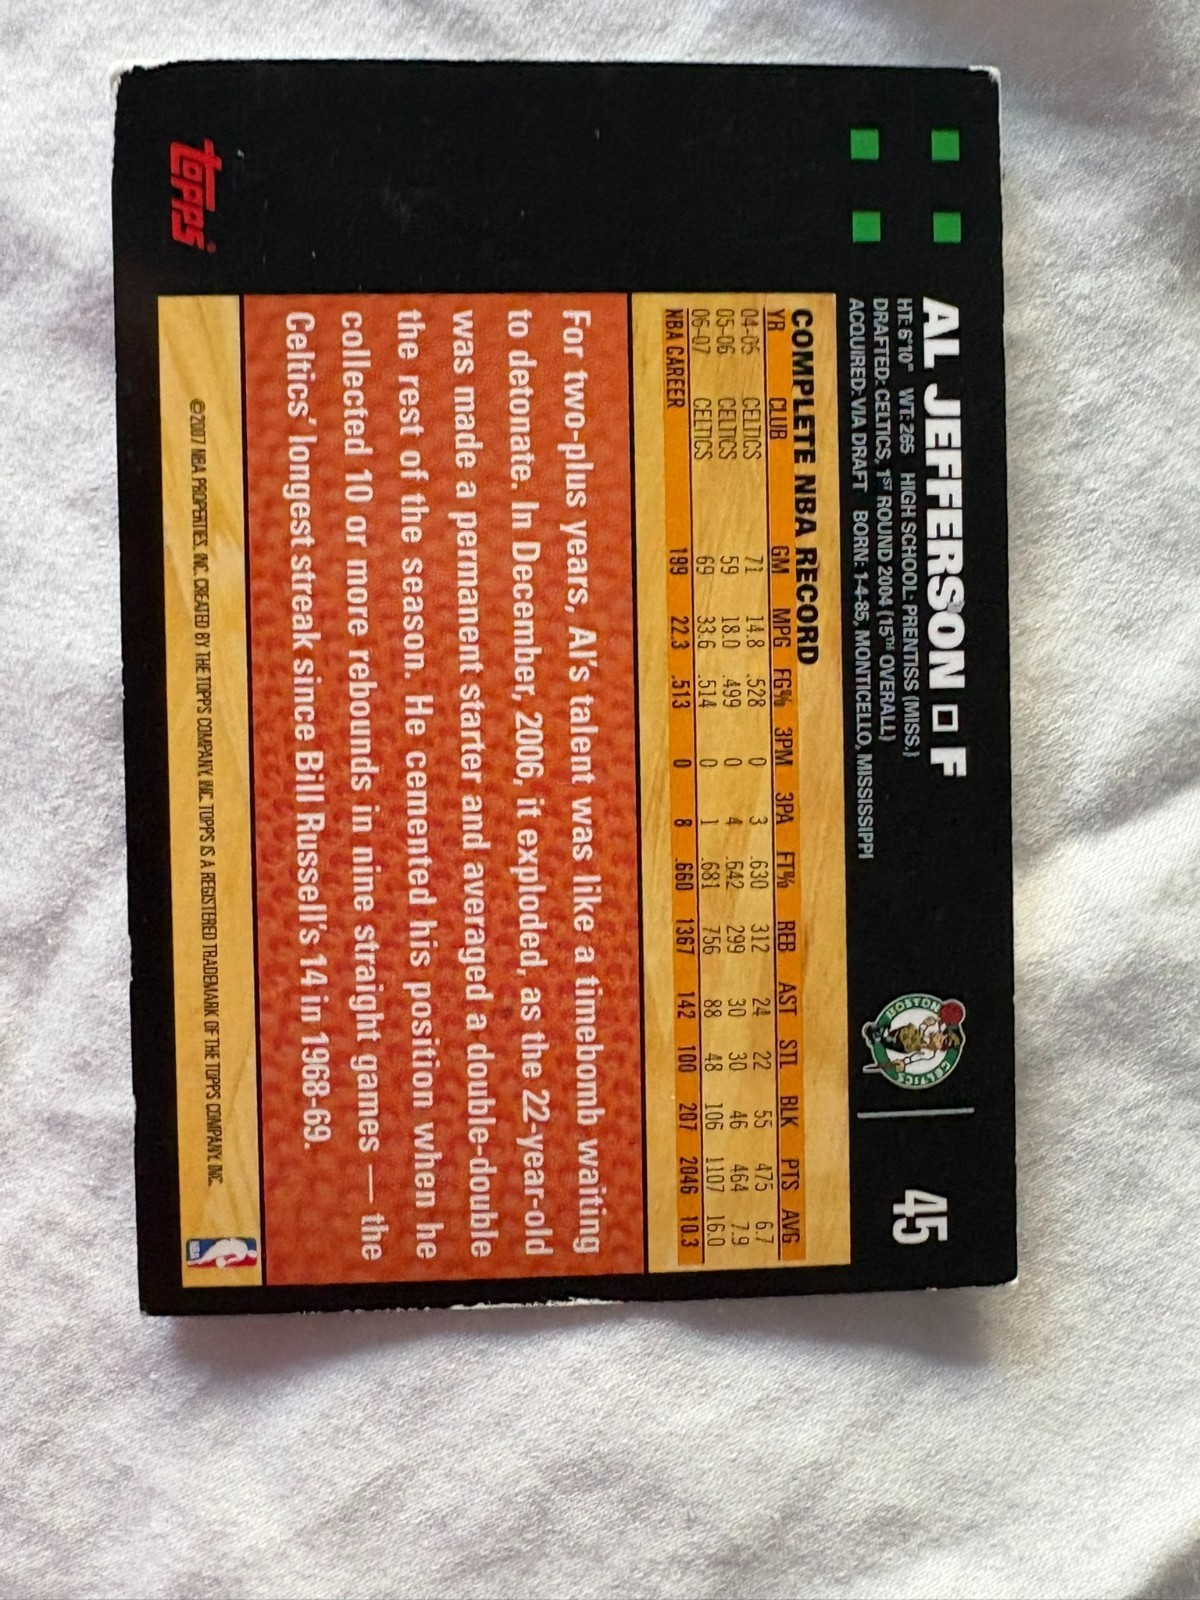 AL JEFFERSON □ F
45
HT: 6'10" WT: 265 HIGH SCHOOL: PRENTISS (MISS.)
DRAFTED: CELTICS, 1ST ROUND 2004 (15TH OVERALL)
ACQUIRED: VIA DRAFT BORN: 1-4-85, MONTICELLO, MISSISSIPPI
BOSTON
CELTICS
COMPLETE NBA RECORD
YR CLUB GM MPG FG% 3PM 3PA FT% REB AST STL BLK PTS AVG
04-05 CELTICS 71 14.8 .528 0 3 .630 312 24 22 55 475 6.7
05-06 CELTICS 59 18.0 .499 0 4 .642 299 30 30 46 464 7.9
06-07 CELTICS 69 33.6 .514 0 1 .681 756 88 48 106 1107 16.0
NBA CAREER 199 22.3 .513 0 8 .660 1367 142 100 207 2046 10.3
For two-plus years, Al's talent was like a timebomb waiting
to detonate. In December, 2006, it exploded, as the 22-year-old
was made a permanent starter and averaged a double-double
the rest of the season. He cemented his position when he
collected 10 or more rebounds in nine straight games — the
Celtics' longest streak since Bill Russell's 14 in 1968-69.
topps®
©2007 NBA PROPERTIES, INC. CREATED BY THE TOPPS COMPANY, INC. TOPPS IS A REGISTERED TRADEMARK OF THE TOPPS COMPANY, INC.
NBA